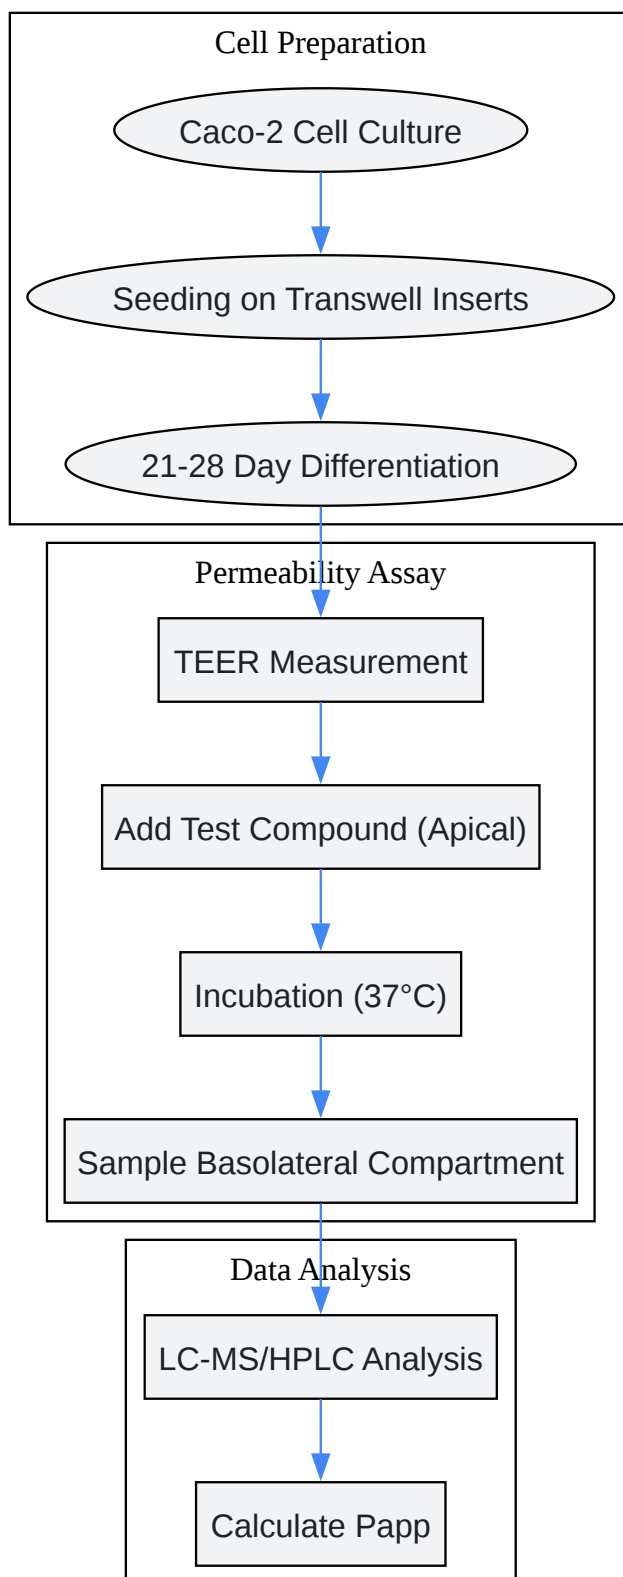 Cell Preparation
Caco-2 Cell Culture
Seeding on Transwell Inserts
21-28 Day Differentiation
Permeability Assay
TEER Measurement
Add Test Compound (Apical)
Incubation (37°C)
Sample Basolateral Compartment
Data Analysis
LC-MS/HPLC Analysis
Calculate Papp